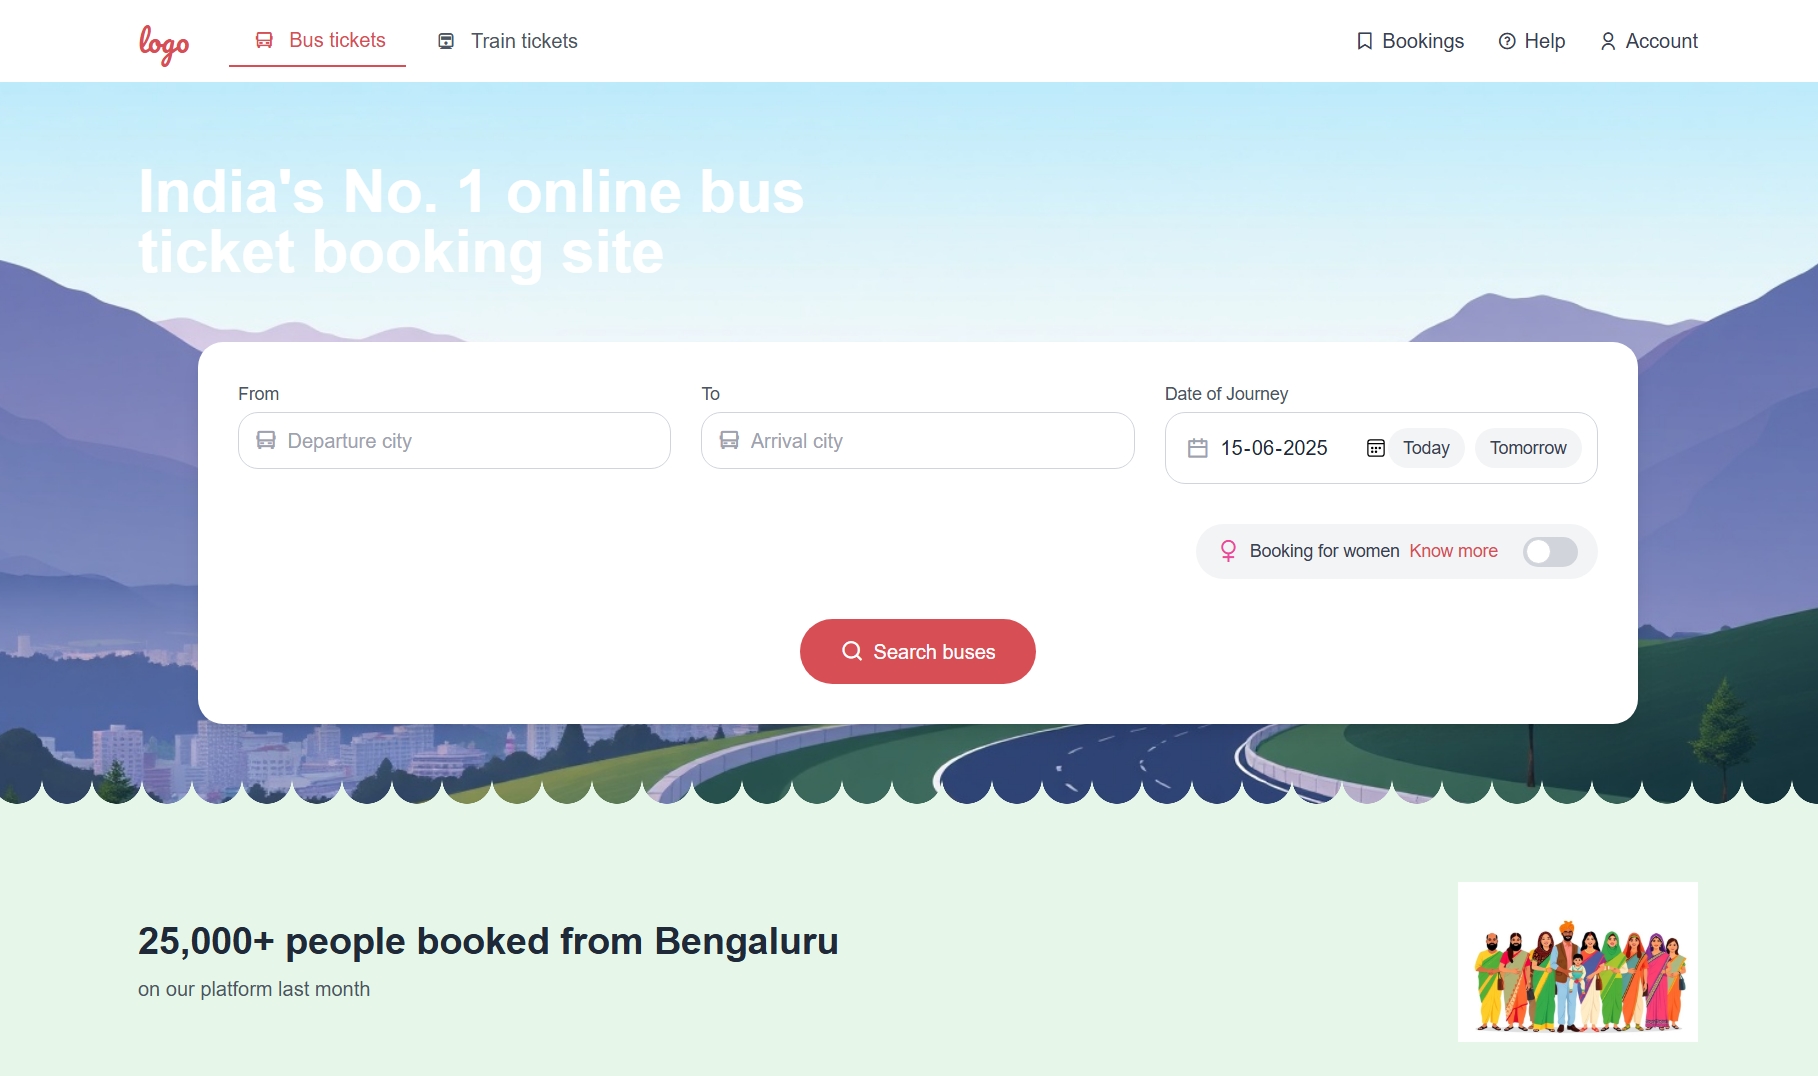 logo
Bus tickets
Train tickets
Bookings
Help
Account
India's No. 1 online bus
ticket booking site
From
To
Date of Journey
Departure city
Arrival city
15-06-2025
Today
Tomorrow
Booking for women Know more
Search buses
25,000+ people booked from Bengaluru
on our platform last month